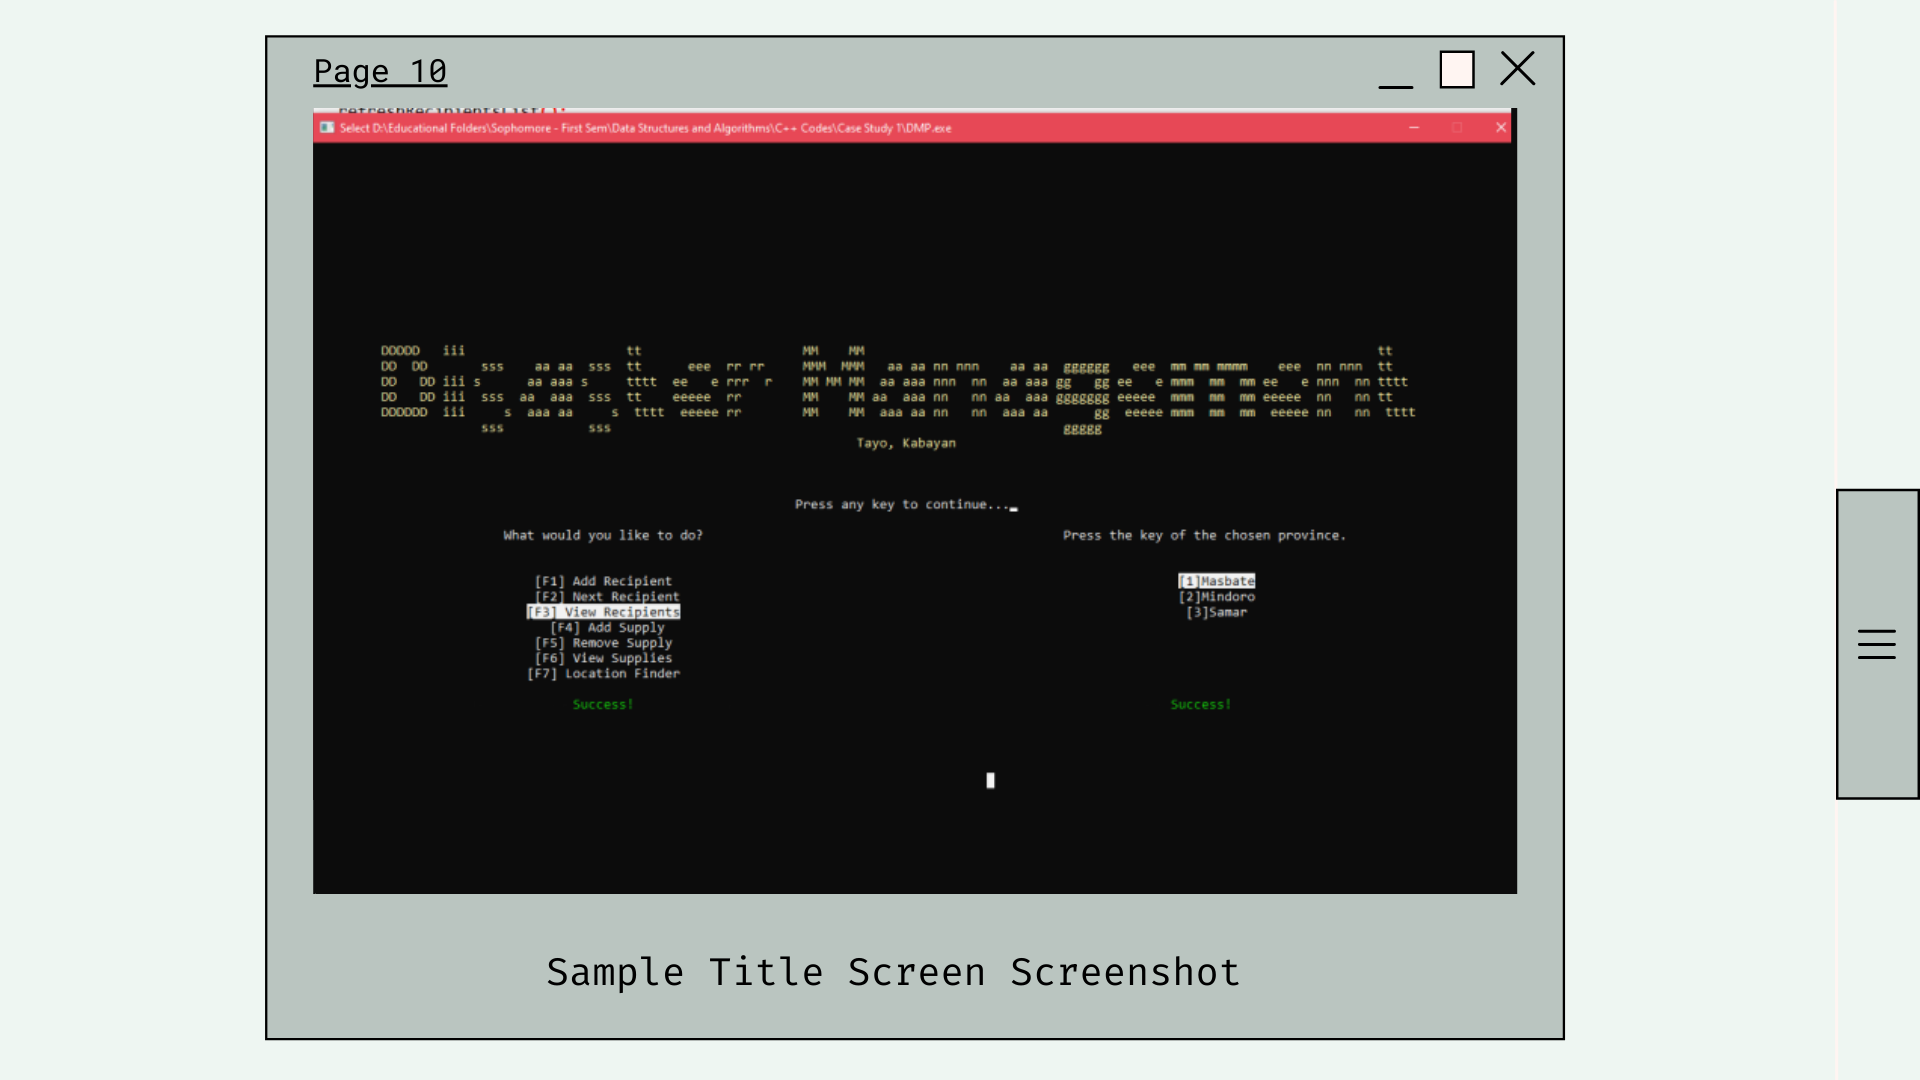 Page 10
refreshRecipientsList();
Select D:\Educational Folders\Sophomore - First Sem\Data Structures and Algorithms\C++ Codes\Case Study 1\DMP.exe
Disaster Management
Tayo, Kabayan
Press any key to continue...
What would you like to do?
Press the key of the chosen province.
[F1] Add Recipient
[1]Masbate
[F2] Next Recipient
[2]Mindoro
[F3] View Recipients
[3]Samar
[F4] Add Supply
[F5] Remove Supply
[F6] View Supplies
[F7] Location Finder
Success!
Success!
Sample Title Screen Screenshot